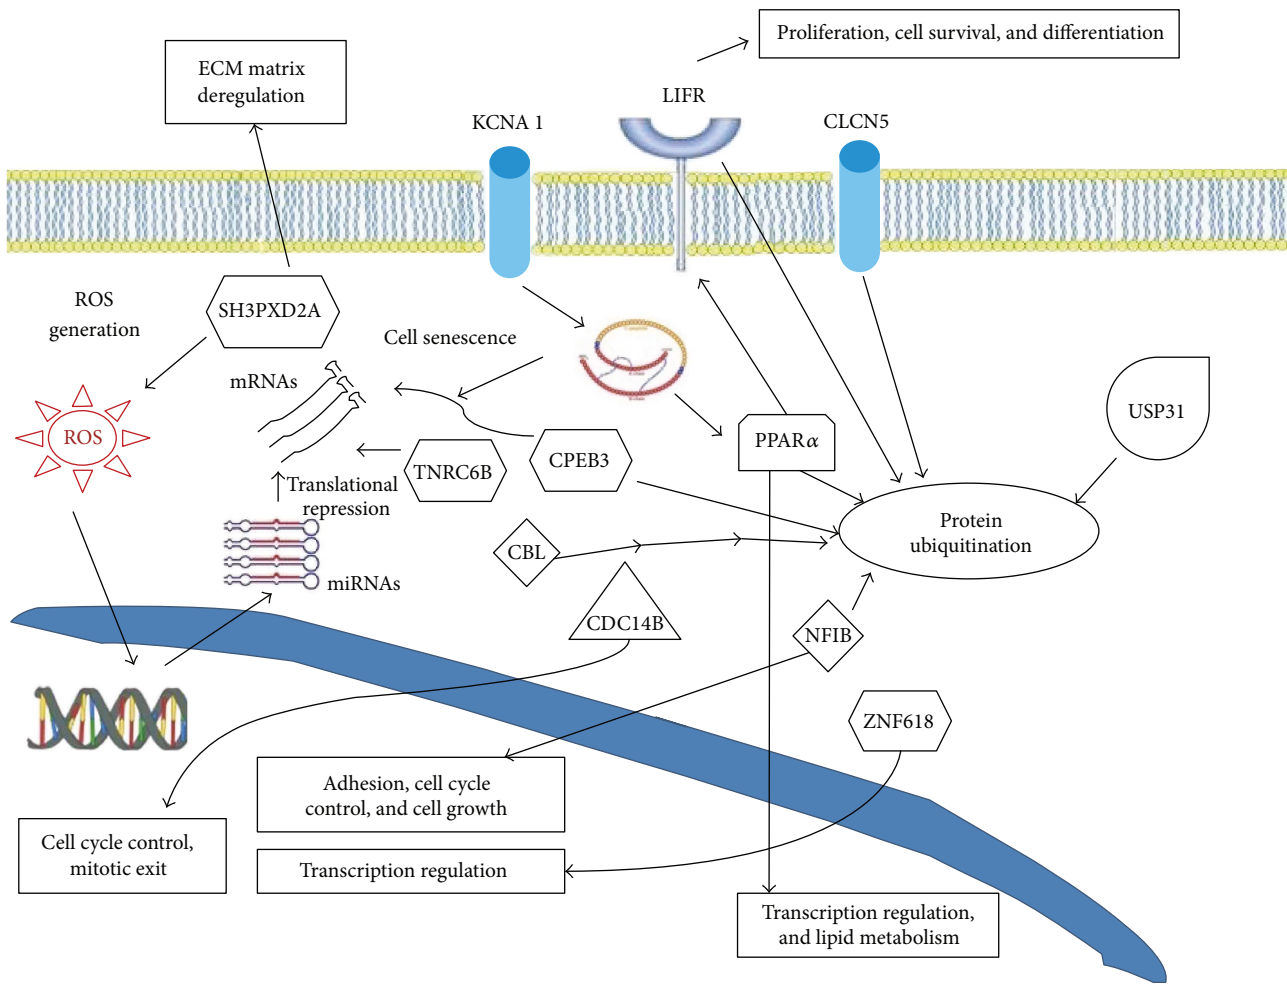 Proliferation, cell survival, and differentiation
ECM matrix
deregulation
LIFR
KCNA 1
CLCN5
ROS
generation
SH3PXD2A
Cell senescence
mRNAs
USP31
ROS
PPARα
CPEB3
TNRC6B
Translational
repression
Protein
ubiquitination
CBL
miRNAs
CDC14B
NFIB
ZNF618
Adhesion, cell cycle
control, and cell growth
Cell cycle control,
mitotic exit
Transcription regulation
Transcription regulation,
and lipid metabolism